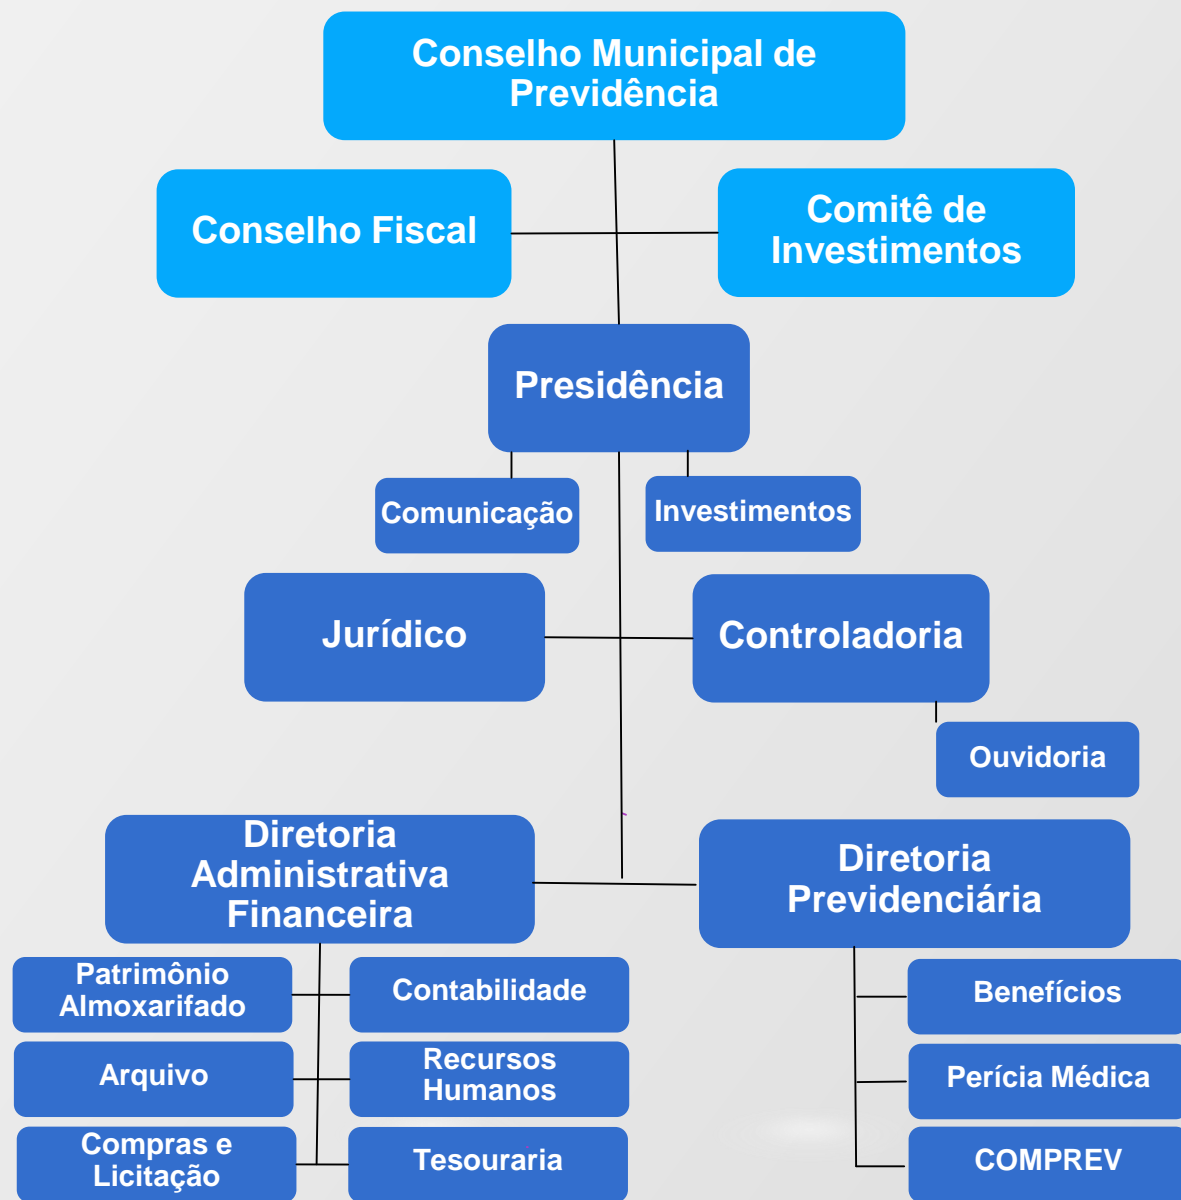 Conselho Municipal de
Previdência
Conselho Fiscal
Comitê de
Investimentos
Presidência
Comunicação
Investimentos
Jurídico
Controladoria
Ouvidoria
Diretoria
Administrativa
Financeira
Diretoria
Previdenciária
Patrimônio
Almoxarifado
Contabilidade
Benefícios
Arquivo
Recursos
Humanos
Perícia Médica
Compras e
Licitação
Tesouraria
COMPREV